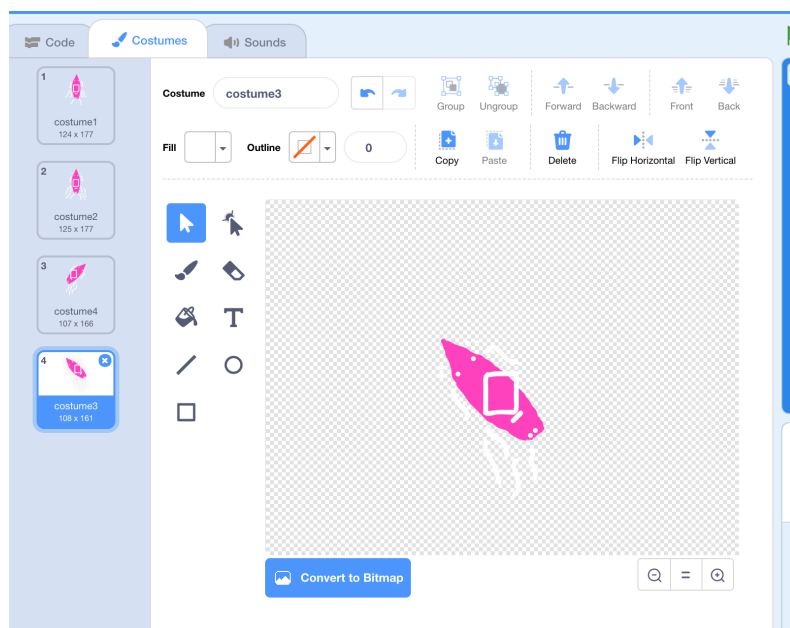 Code
Costumes
Sounds
1
costume1
124 x 177
2
costume2
125 x 177
3
costume4
107 x 166
4
costume3
108 x 161
Costume
costume3
Group
Ungroup
Forward
Backward
Front
Back
Fill
Outline
0
Copy
Paste
Delete
Flip Horizontal
Flip Vertical
T
Convert to Bitmap